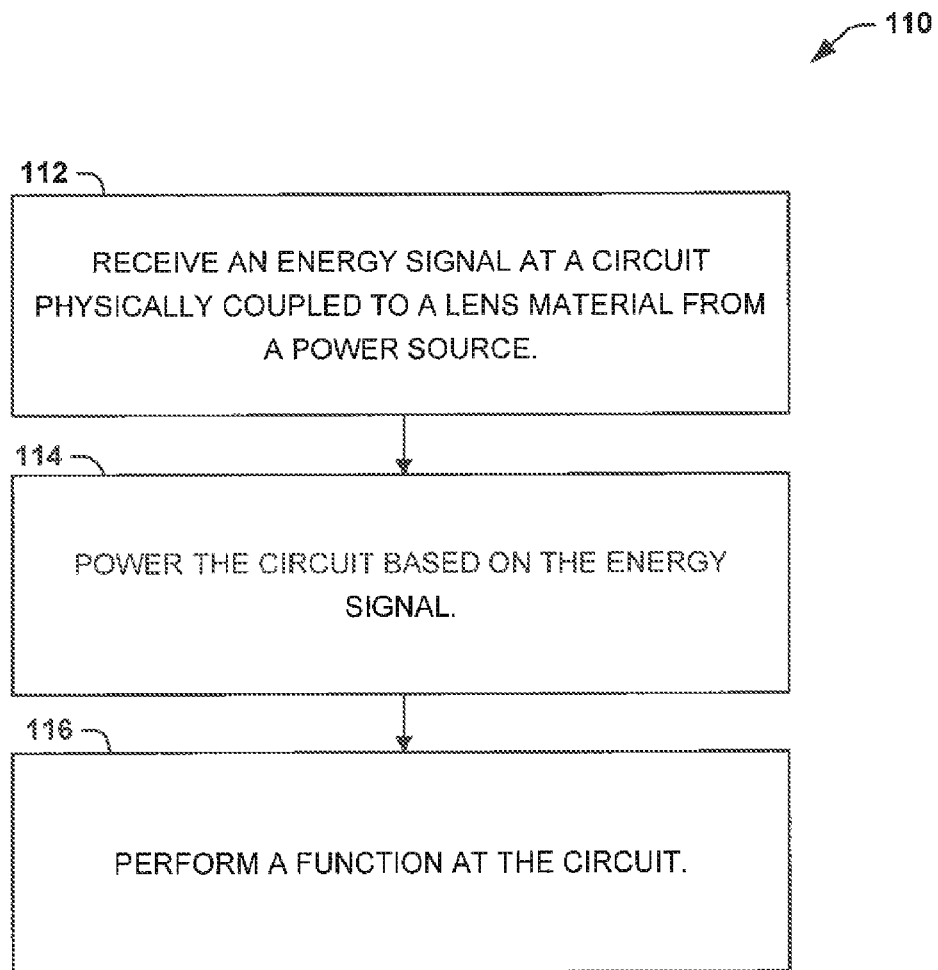 110
112
RECEIVE AN ENERGY SIGNAL AT A CIRCUIT
PHYSICALLY COUPLED TO A LENS MATERIAL FROM
A POWER SOURCE.
114
POWER THE CIRCUIT BASED ON THE ENERGY
SIGNAL.
116
PERFORM A FUNCTION AT THE CIRCUIT.